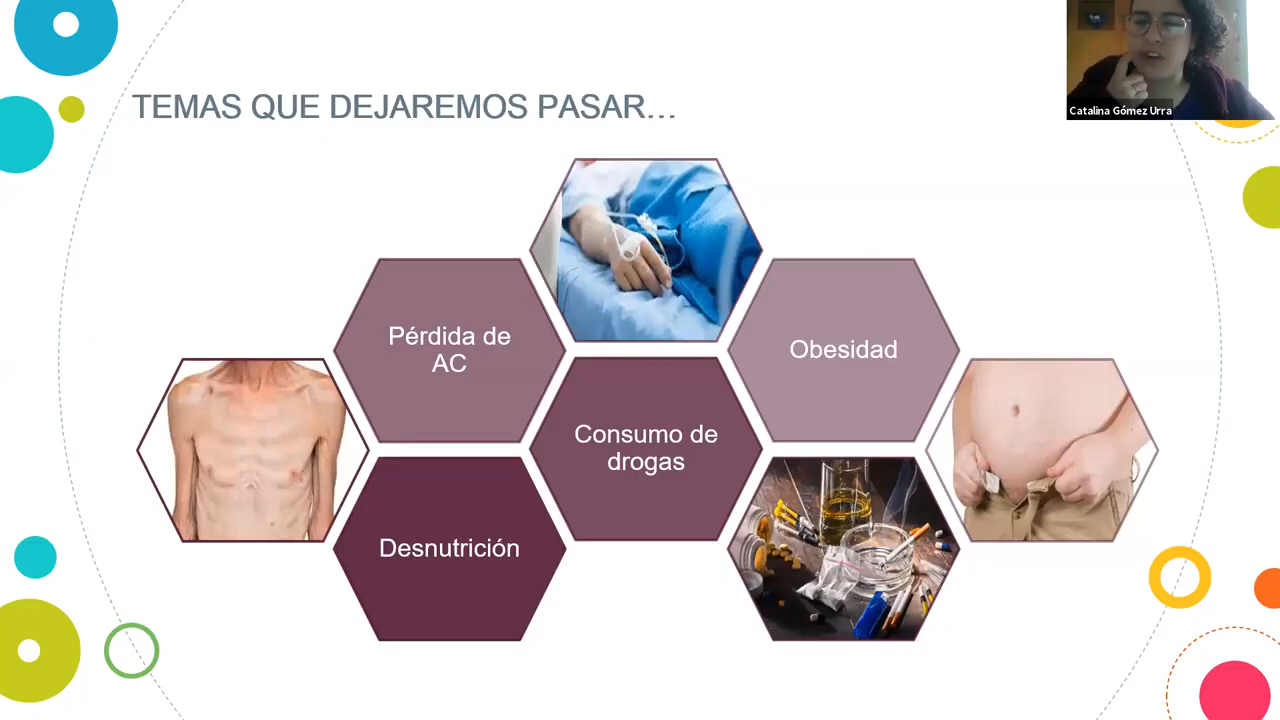 TEMAS QUE DEJAREMOS PASAR...
Catalina Gómez Urra
Pérdida de
AC
Obesidad
Consumo de
drogas
Desnutrición